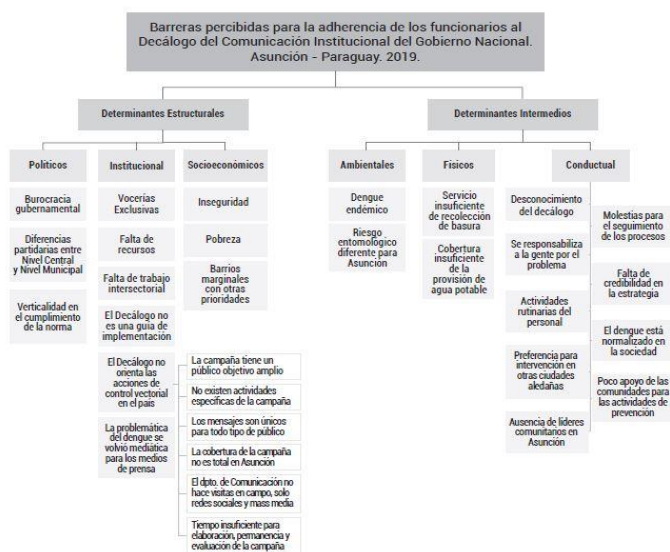 Barreras percibidas para la adherencia de los funcionarios al
Decálogo del Comunicación Institucional del Gobierno Nacional.
Asunción - Paraguay. 2019.
Determinantes Estructurales
Determinantes Intermedios
Políticos
Institucional
Socioeconómicos
Ambientales
Físicos
Conductual
Burocracia
gubernamental
Diferencias
partidarias entre
Nivel Central
y Nivel Municipal
Verticalidad en
el cumplimiento
de la norma
Vocerías
Exclusivas
Falta de
recursos
Falta de trabajo
intersectorial
El Decálogo no
es una guía de
implementación
El Decálogo no
orienta las
acciones de
control vectorial
en el país
La problemática
del dengue se
volvió mediática
para los medios
de prensa
La campaña tiene un
público objetivo amplio
No existen actividades
específicas de la campaña
Los mensajes son únicos
para todo tipo de público
La cobertura de la campaña
no es total en Asunción
El dpto. de Comunicación no
hace visitas en campo, solo
redes sociales y mass media
Tiempo insuficiente para
elaboración, permanencia y
evaluación de la campaña
Inseguridad
Pobreza
Barrios
marginales
con otras
prioridades
Dengue
endémico
Riesgo
entomológico
diferente para
Asunción
Servicio
insuficiente
de recolección
de basura
Cobertura
insuficiente
de la
provisión de
agua potable
Desconocimiento
del decálogo
Se responsabiliza
a la gente por el
problema
Actividades
rutinarias del
personal
Preferencia para
intervención en
otras ciudades
aledañas
Ausencia de líderes
comunitarios en
Asunción
Molestias para
el seguimiento
de los procesos
Falta de
credibilidad en
la estrategia
El dengue está
normalizado en
la sociedad
Poco apoyo de las
comunidades para
las actividades de
prevención